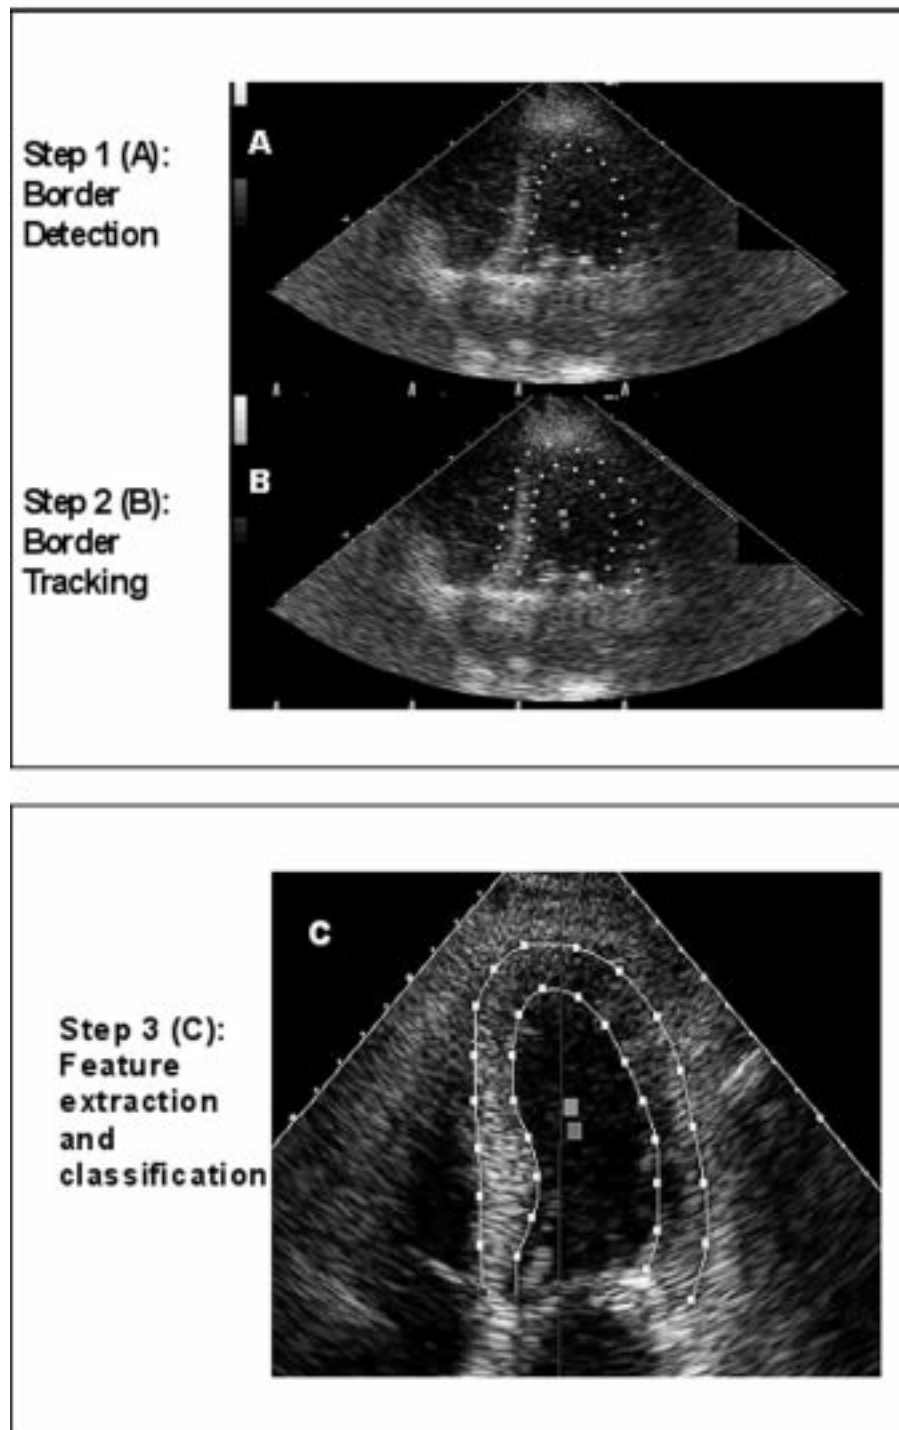 Step 1 (A):
Border
Detection
A
Step 2 (B):
Border
Tracking
B
Step 3 (C):
Feature
extraction
and
classification
C